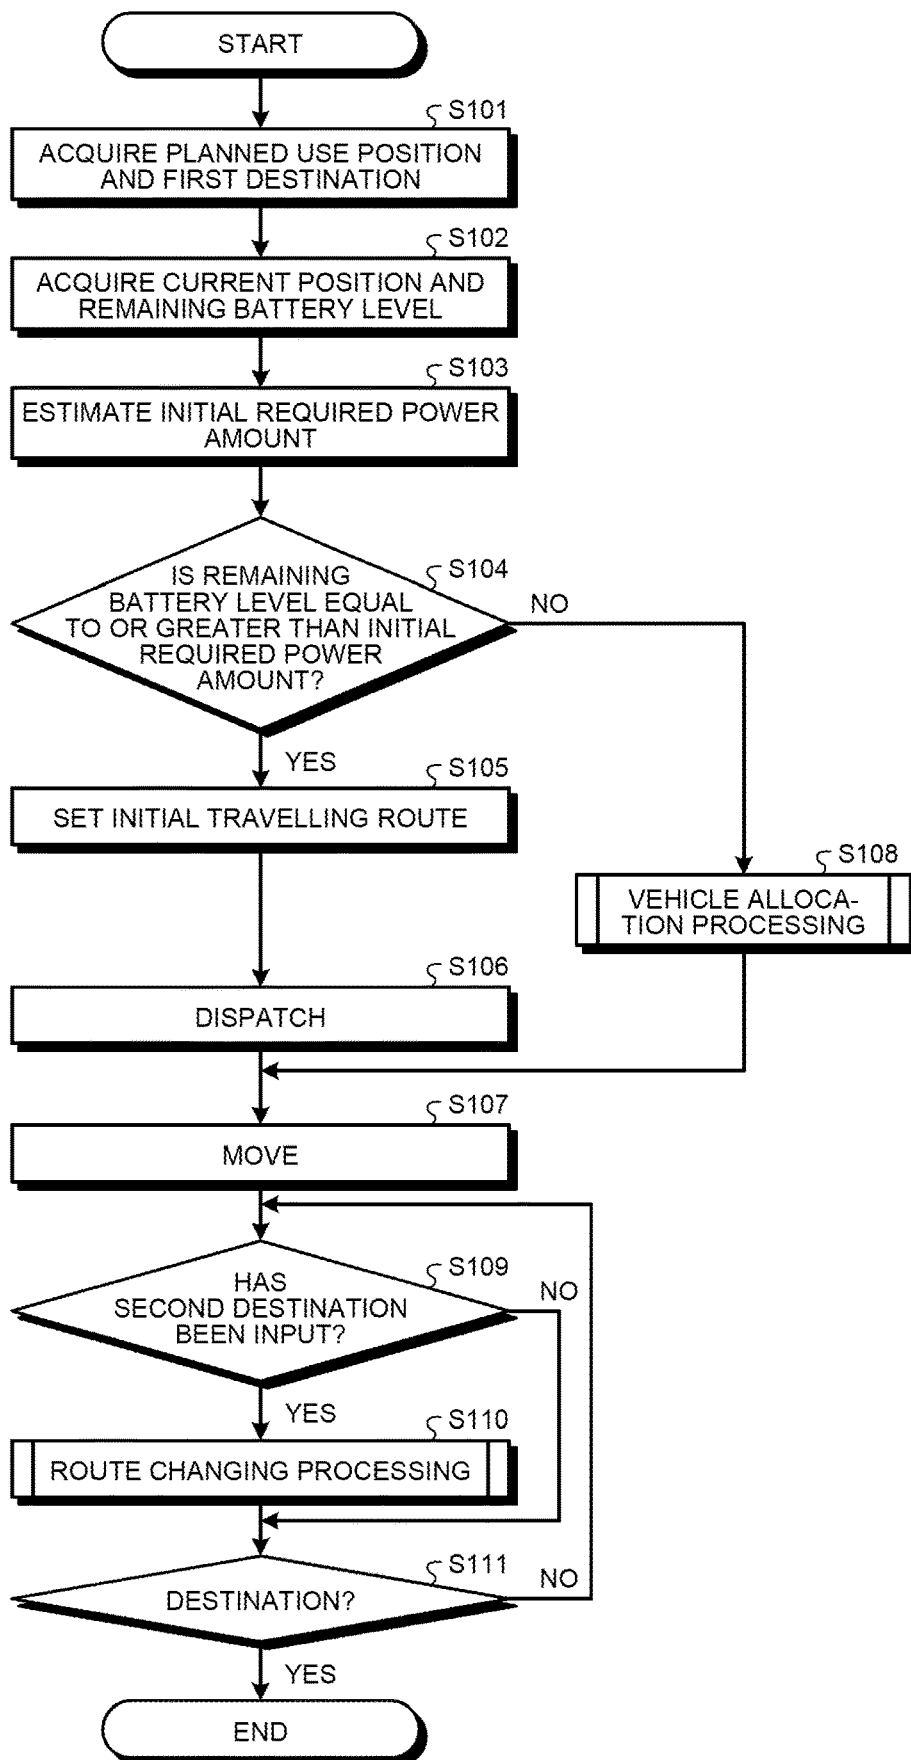 START
S101
ACQUIRE PLANNED USE POSITION
AND FIRST DESTINATION
S102
ACQUIRE CURRENT POSITION AND
REMAINING BATTERY LEVEL
S103
ESTIMATE INITIAL REQUIRED POWER
AMOUNT
S104
IS REMAINING
BATTERY LEVEL EQUAL
TO OR GREATER THAN INITIAL
REQUIRED POWER
AMOUNT?
NO
YES
S105
SET INITIAL TRAVELLING ROUTE
S108
VEHICLE ALLOCA-
TION PROCESSING
S106
DISPATCH
S107
MOVE
S109
HAS
SECOND DESTINATION
BEEN INPUT?
NO
YES
S110
ROUTE CHANGING PROCESSING
S111
DESTINATION?
NO
YES
END